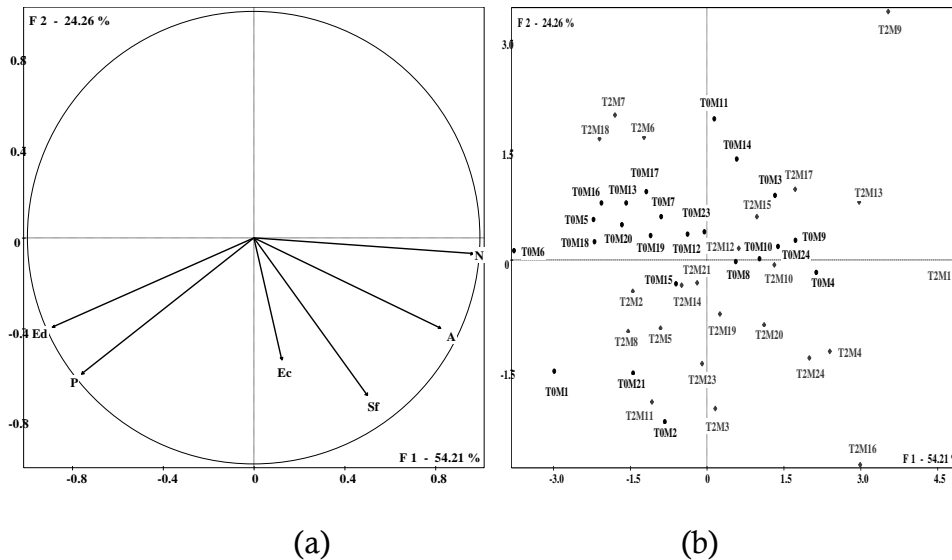 F 2 - 24.26 %
0.8
0.4
0
-0.4
-0.8
N
A
Ed
P
Ec
Sf
F 1 - 54.21 %
-0.8
-0.4
0
0.4
0.8
(a)
F 2 - 24.26 %
3.0
1.5
0
-1.5
T2M9
T2M7
T2M18
T2M6
T0M11
T0M14
T0M17
T0M3
T2M17
T0M16
T0M13
T0M7
T0M23
T2M15
T2M13
T0M5
T0M18
T0M20
T0M19
T0M12
T2M12
T0M10
T0M9
T0M24
T0M6
T0M15
T2M21
T0M8
T2M10
T0M4
T2M1
T2M2
T2M14
T2M8
T2M5
T2M19
T2M20
T2M4
T2M24
T2M23
T0M1
T0M21
T2M11
T0M2
T2M3
T2M16
F 1 - 54.21 %
-3.0
-1.5
0
1.5
3.0
4.5
(b)